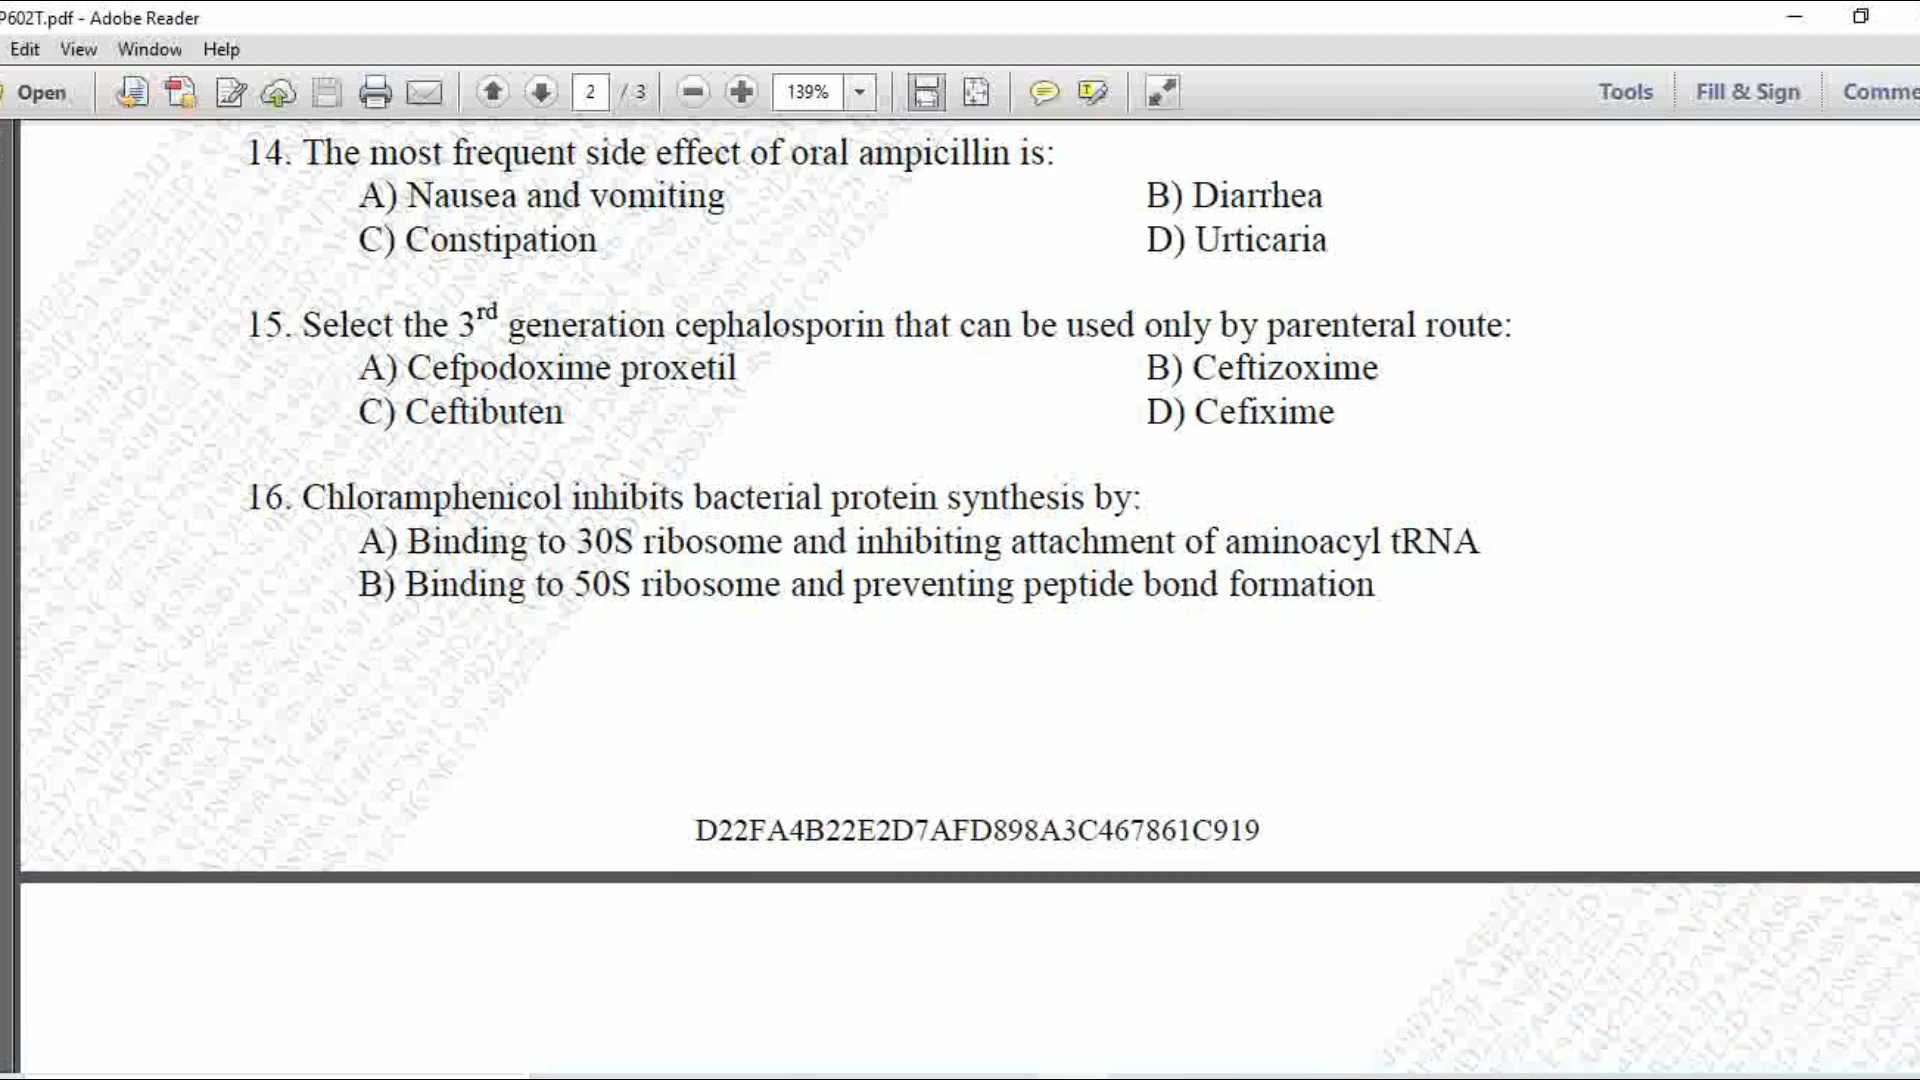 P602T.pdf - Adobe Reader
Edit View Window Help
Open 2 / 3 139% Tools Fill & Sign Comme
14. The most frequent side effect of oral ampicillin is:
A) Nausea and vomiting B) Diarrhea
C) Constipation D) Urticaria
15. Select the 3rd generation cephalosporin that can be used only by parenteral route:
A) Cefpodoxime proxetil B) Ceftizoxime
C) Ceftibuten D) Cefixime
16. Chloramphenicol inhibits bacterial protein synthesis by:
A) Binding to 30S ribosome and inhibiting attachment of aminoacyl tRNA
B) Binding to 50S ribosome and preventing peptide bond formation
D22FA4B22E2D7AFD898A3C467861C919